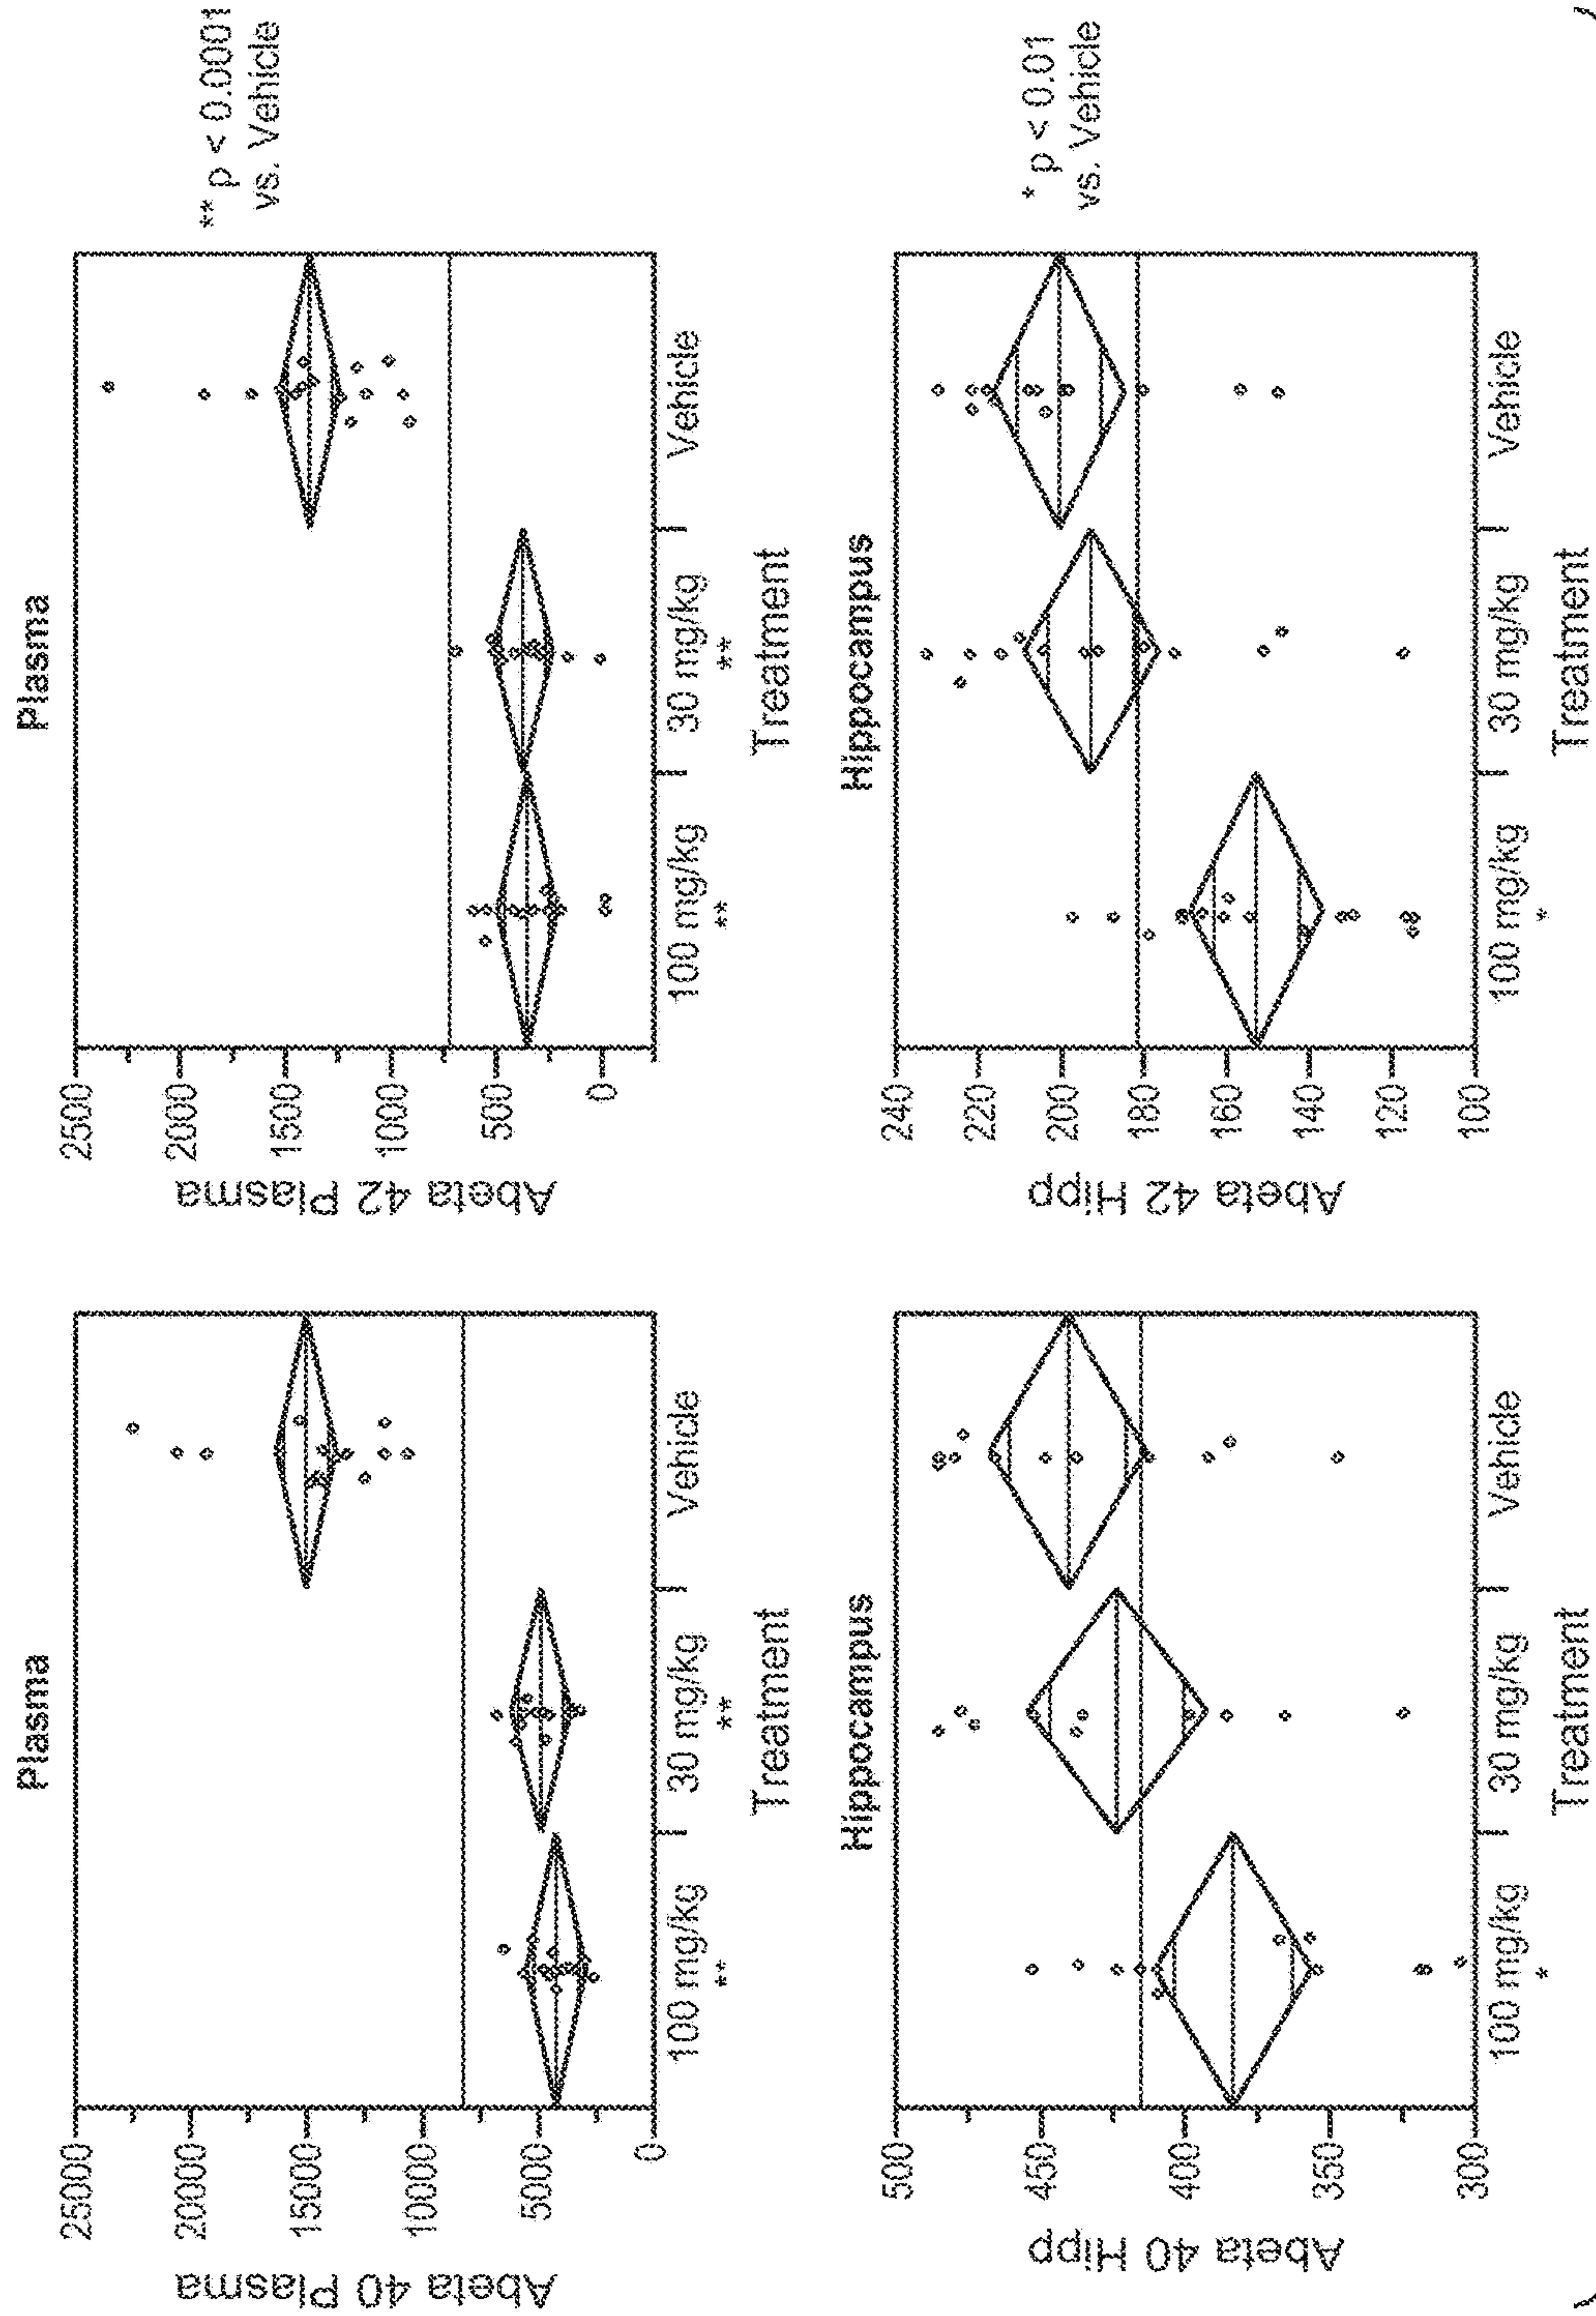 Plasma
Abeta 40 Plasma
25000
20000
15000
10000
5000
0
100 mg/kg
**
30 mg/kg
**
Vehicle
Treatment
Plasma
Abeta 42 Plasma
2500
2000
1500
1000
500
0
100 mg/kg
**
30 mg/kg
**
Vehicle
Treatment
** p < 0.0001
vs. Vehicle
Hippocampus
Abeta 40 Hipp
500
450
400
350
300
100 mg/kg
*
30 mg/kg
Vehicle
Treatment
Hippocampus
Abeta 42 Hipp
240
220
200
180
160
140
120
100
100 mg/kg
*
30 mg/kg
Vehicle
Treatment
* p < 0.01
vs. Vehicle